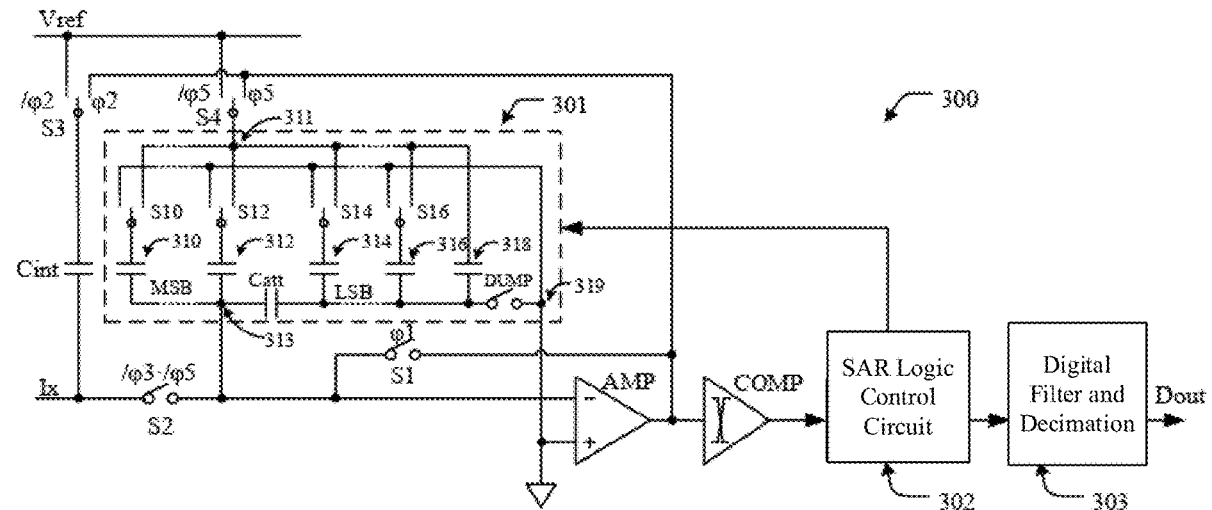 Vref
/φ2 φ2 /φ5 φ5 301 300
S3 S4 311
S10 S12 S14 S16
310 312 314 316 318
Cint MSB Catt LSB DUMP 319
313
S1
Ix /φ3·/φ5 AMP COMP
S2
−
+
SAR Logic
Control
Circuit
Digital
Filter and
Decimation
Dout
302 303